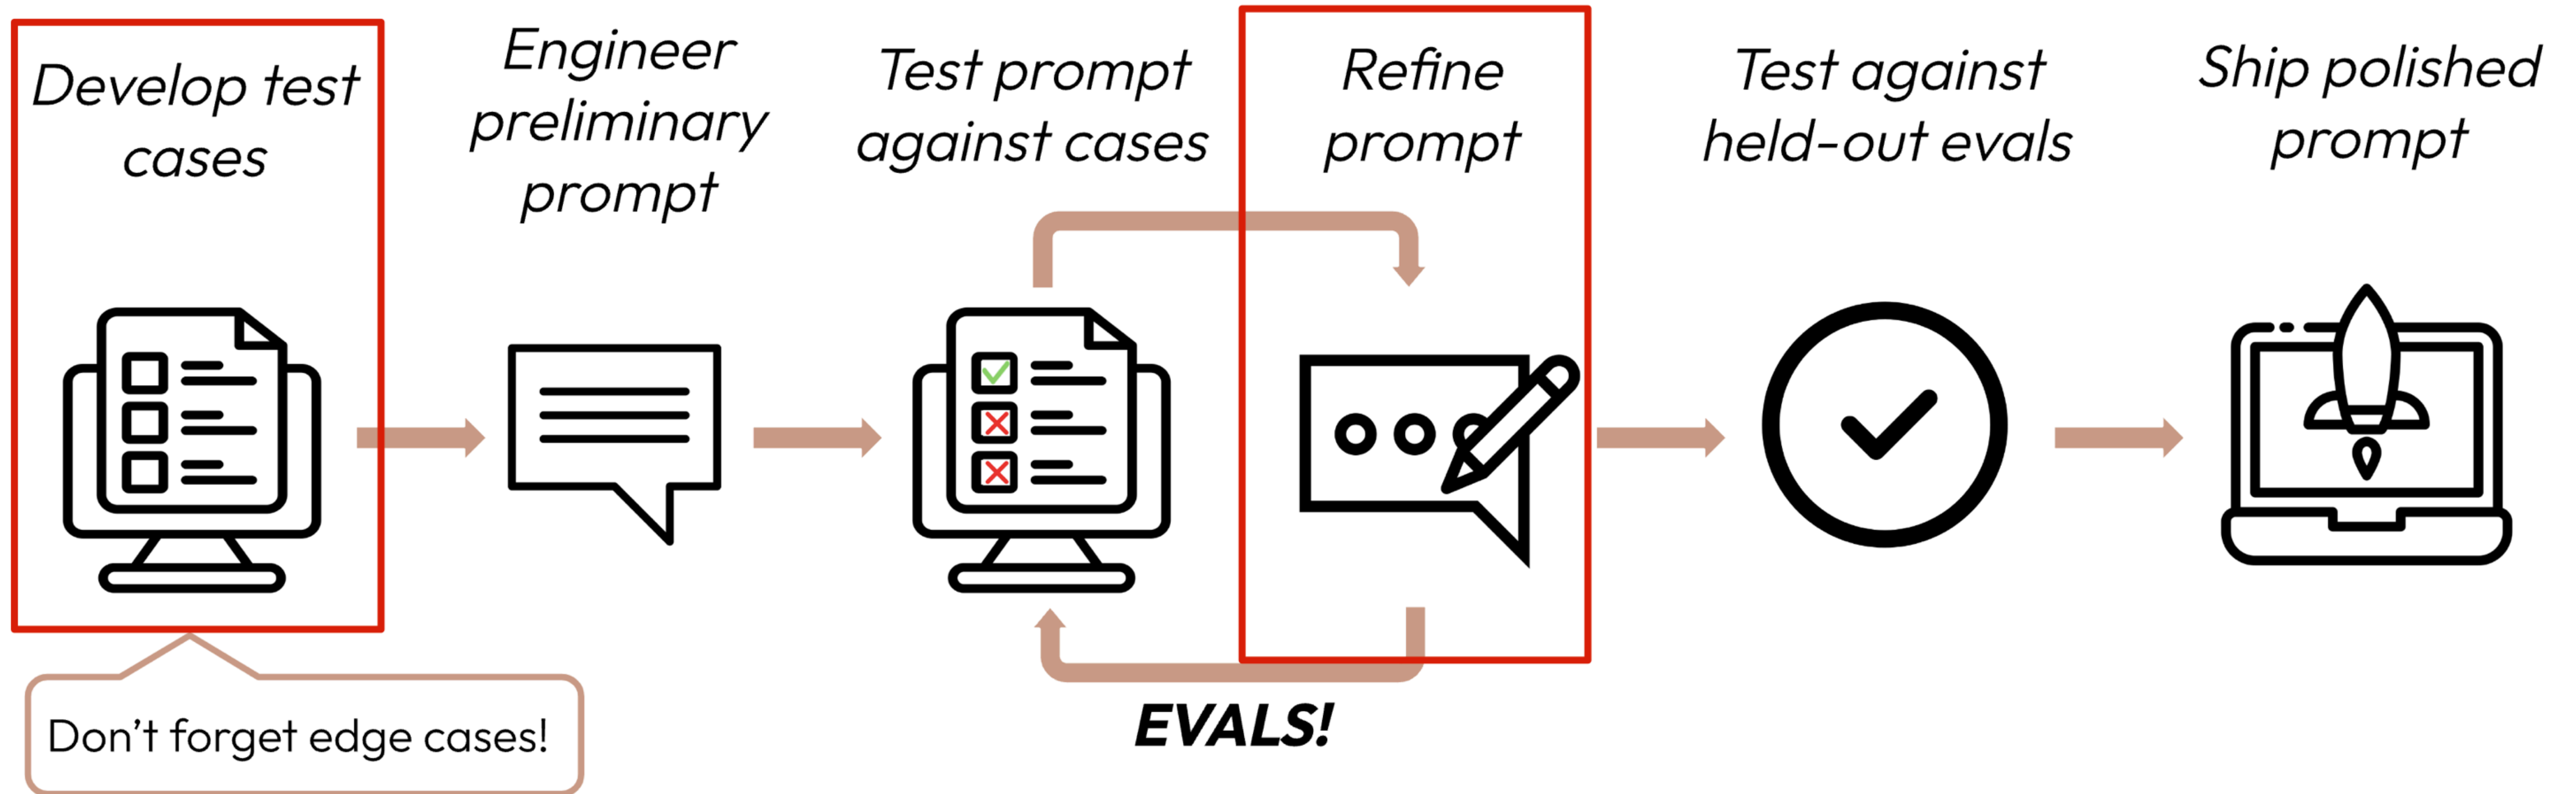 Develop test
cases
Engineer
preliminary
prompt
Test prompt
against cases
Refine
prompt
Test against
held-out evals
Ship polished
prompt
Don't forget edge cases!
EVALS!